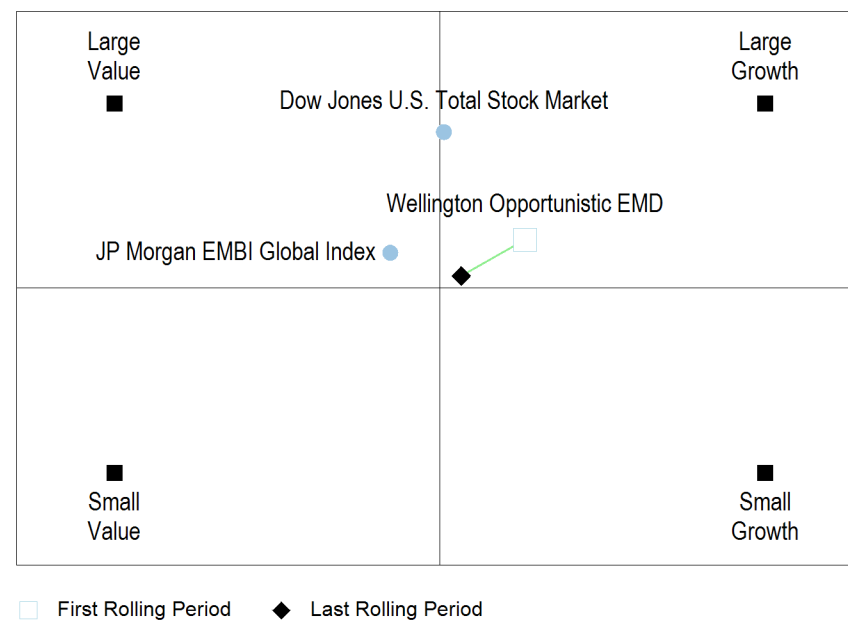 Large
Value
Large
Growth
Dow Jones U.S. Total Stock Market
Wellington Opportunistic EMD
JP Morgan EMBI Global Index
Small
Value
Small
Growth
First Rolling Period
Last Rolling Period